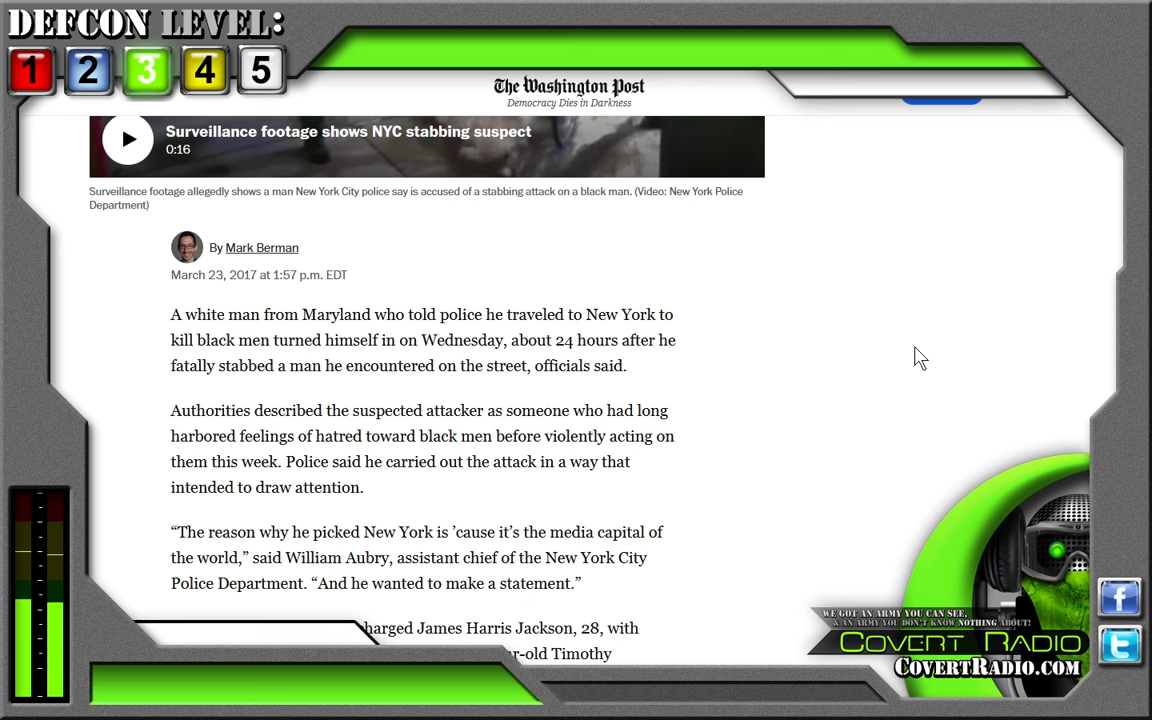 DEFCON LEVEL:
1 2 3 4 5
The Washington Post
Democracy Dies in Darkness
Surveillance footage shows NYC stabbing suspect
0:16
Surveillance footage allegedly shows a man New York City police say is accused of a stabbing attack on a black man. (Video: New York Police
Department)
By Mark Berman
March 23, 2017 at 1:57 p.m. EDT
A white man from Maryland who told police he traveled to New York to
kill black men turned himself in on Wednesday, about 24 hours after he
fatally stabbed a man he encountered on the street, officials said.
Authorities described the suspected attacker as someone who had long
harbored feelings of hatred toward black men before violently acting on
them this week. Police said he carried out the attack in a way that
intended to draw attention.
“The reason why he picked New York is ’cause it’s the media capital of
the world,” said William Aubry, assistant chief of the New York City
Police Department. “And he wanted to make a statement.”
harged James Harris Jackson, 28, with
r-old Timothy
WE GOT AN ARMY YOU CAN SEE,
& AN ARMY YOU DON'T KNOW NOTHING ABOUT!
COVERT RADIO
COVERTRADIO.COM